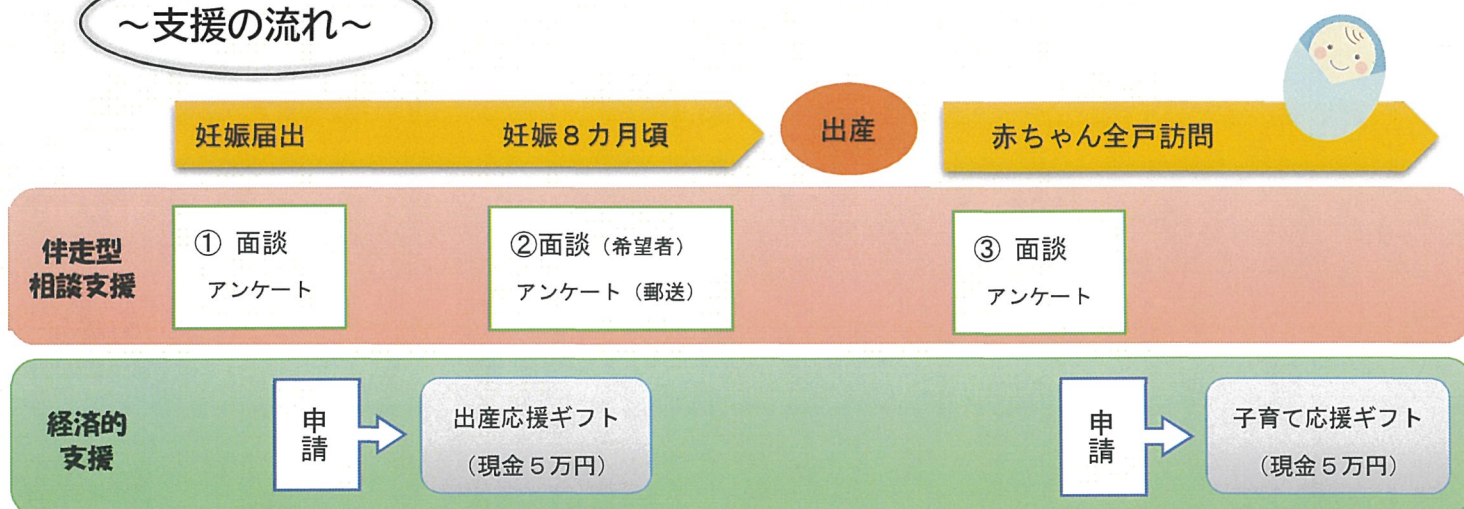 ～支援の流れ～
妊娠届出
妊娠８カ月頃
出産
赤ちゃん全戸訪問
伴走型
相談支援
① 面談
アンケート
②面談（希望者）
アンケート（郵送）
③ 面談
アンケート
経済的
支援
申請
出産応援ギフト
（現金５万円）
申請
子育て応援ギフト
（現金５万円）